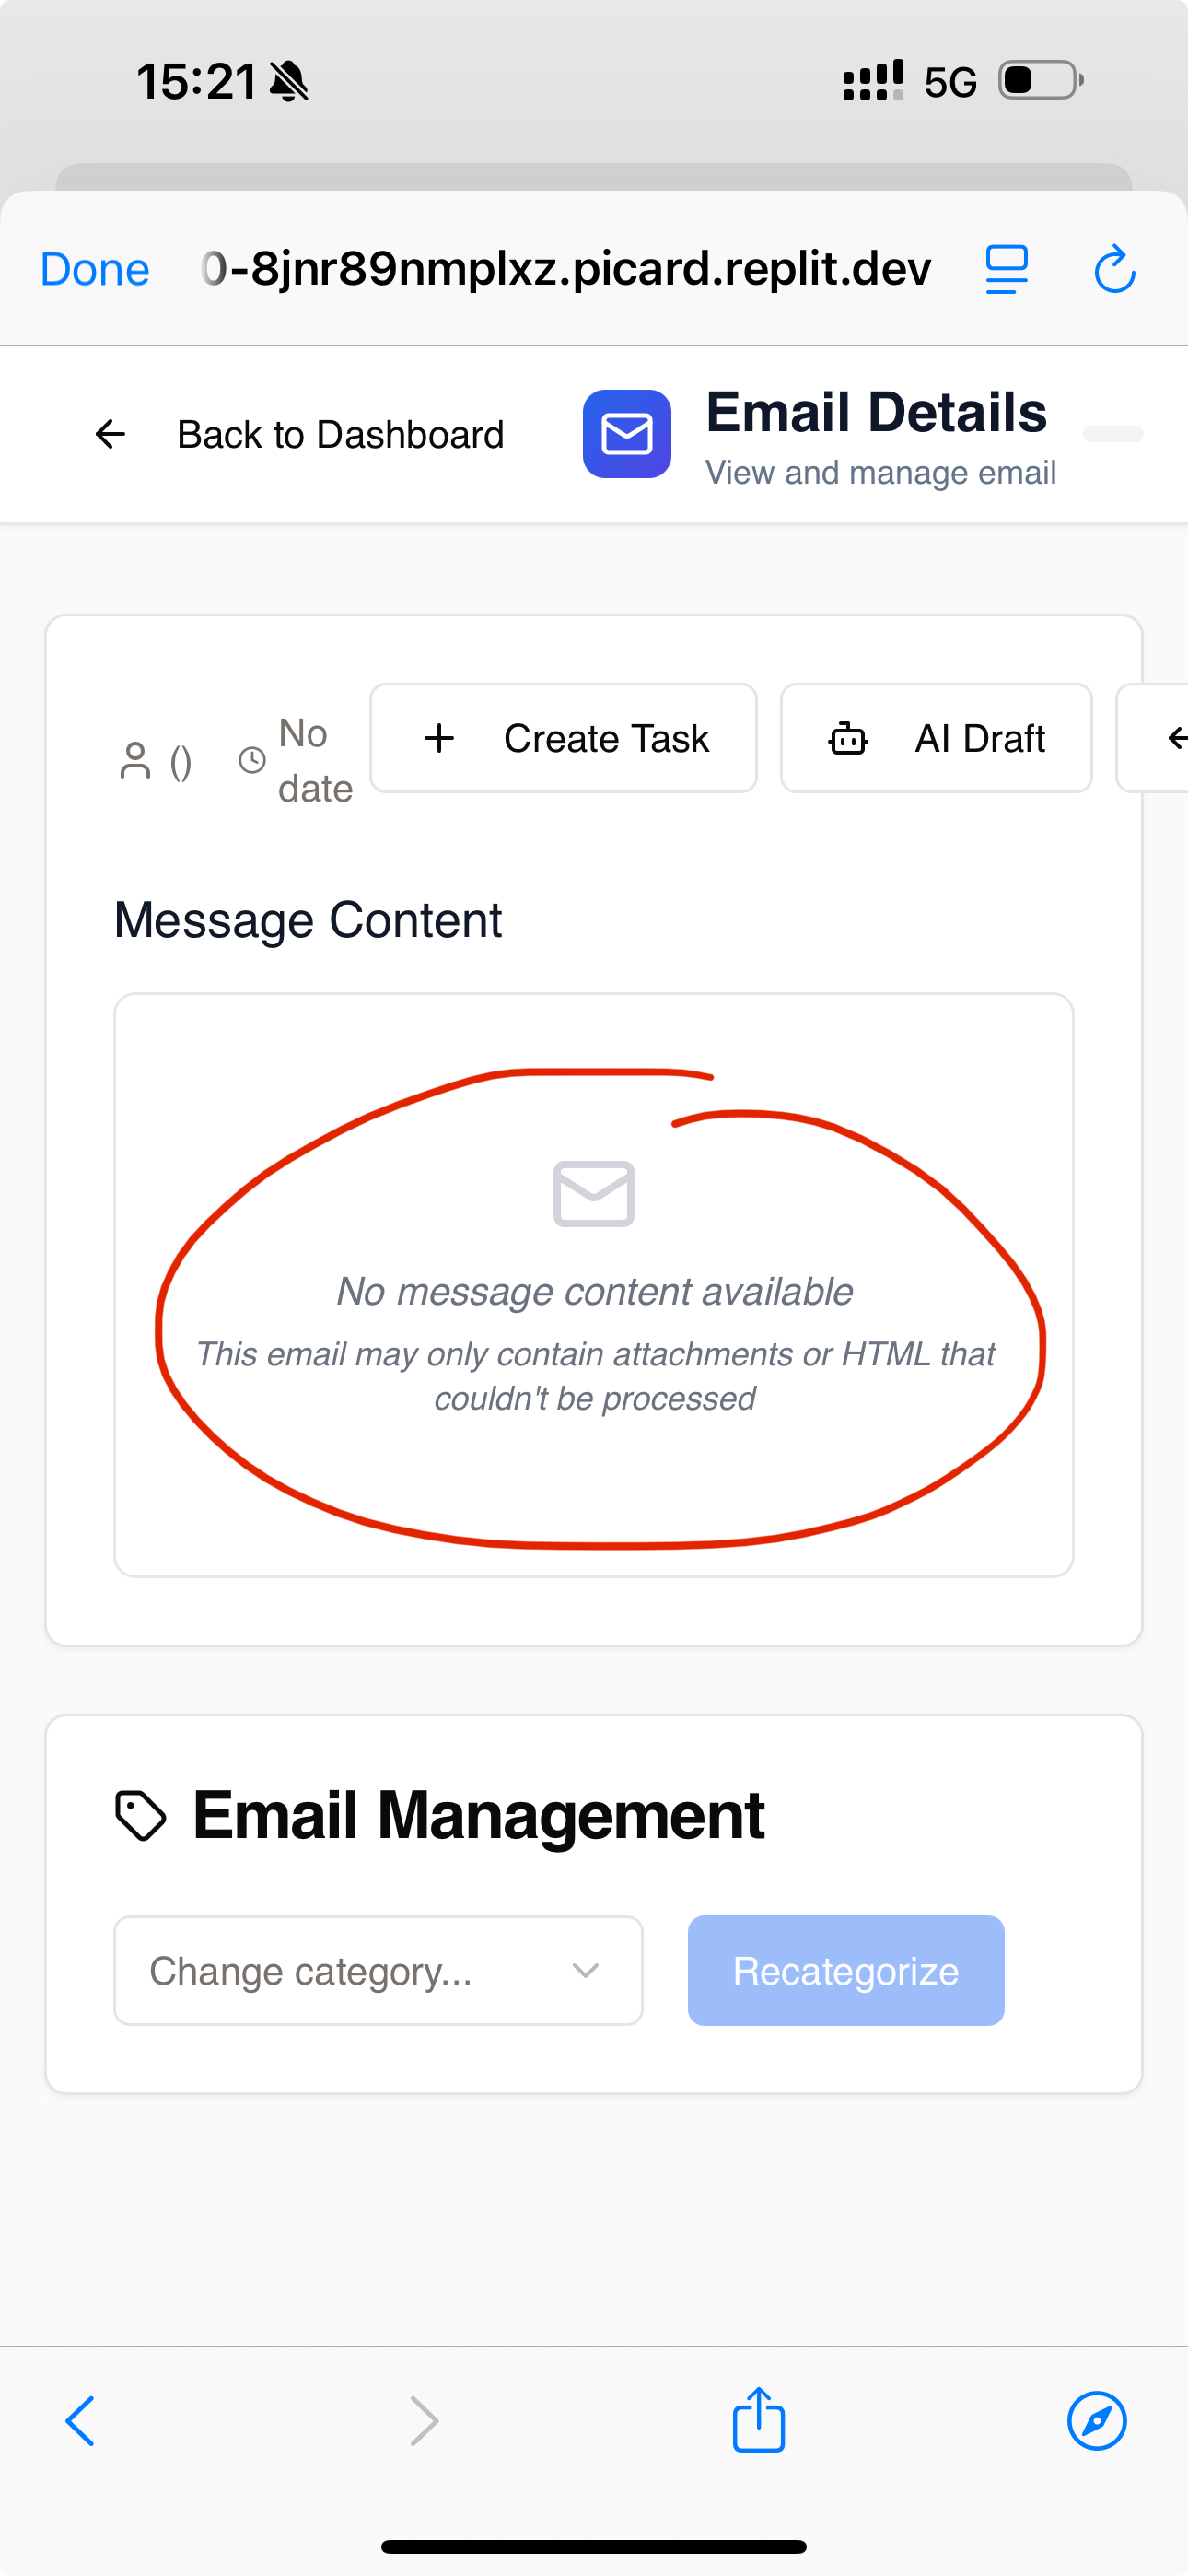 15:21
5G
Done
0-8jnr89nmplxz.picard.replit.dev
Back to Dashboard
Email Details
View and manage email
()
No
date
Create Task
AI Draft
Message Content
No message content available
This email may only contain attachments or HTML that
couldn't be processed
Email Management
Change category...
Recategorize